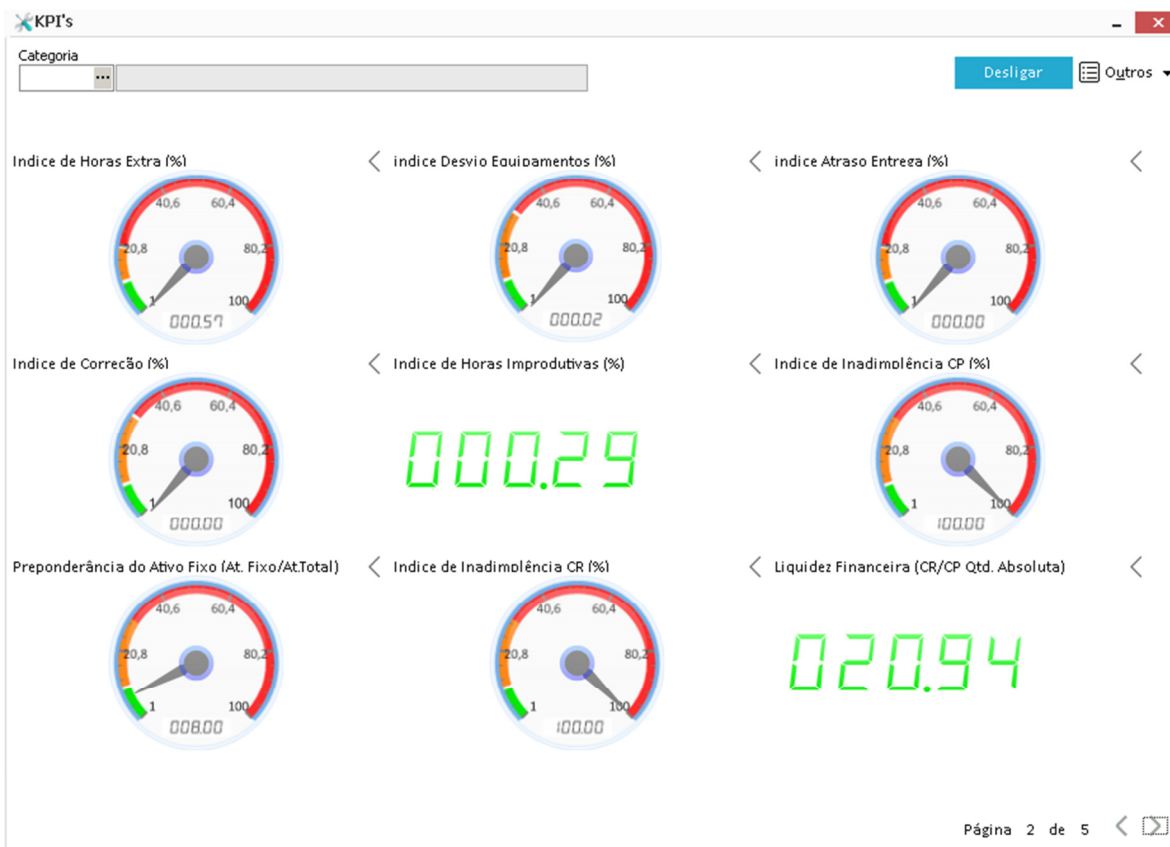 KPI's
Categoria
Desligar
Outros
Indice de Horas Extra (%)
indice Desvio Equipamentos (%)
indice Atraso Entrega (%)
40,6 60,4
20,8 80,2
1 100
000.57
40,6 60,4
20,8 80,2
1 100
000.02
40,6 60,4
20,8 80,2
1 100
000.00
Indice de Correcão (%)
Indice de Horas Improdutivas (%)
Indice de Inadimplência CP (%)
40,6 60,4
20,8 80,2
1 100
000.00
000.29
40,6 60,4
20,8 80,2
1 100
100.00
Preponderância do Ativo Fixo (At. Fixo/At.Total)
Indice de Inadimplência CR (%)
Liquidez Financeira (CR/CP Qtd. Absoluta)
40,6 60,4
20,8 80,2
1 100
008.00
40,6 60,4
20,8 80,2
1 100
100.00
020.94
Página 2 de 5